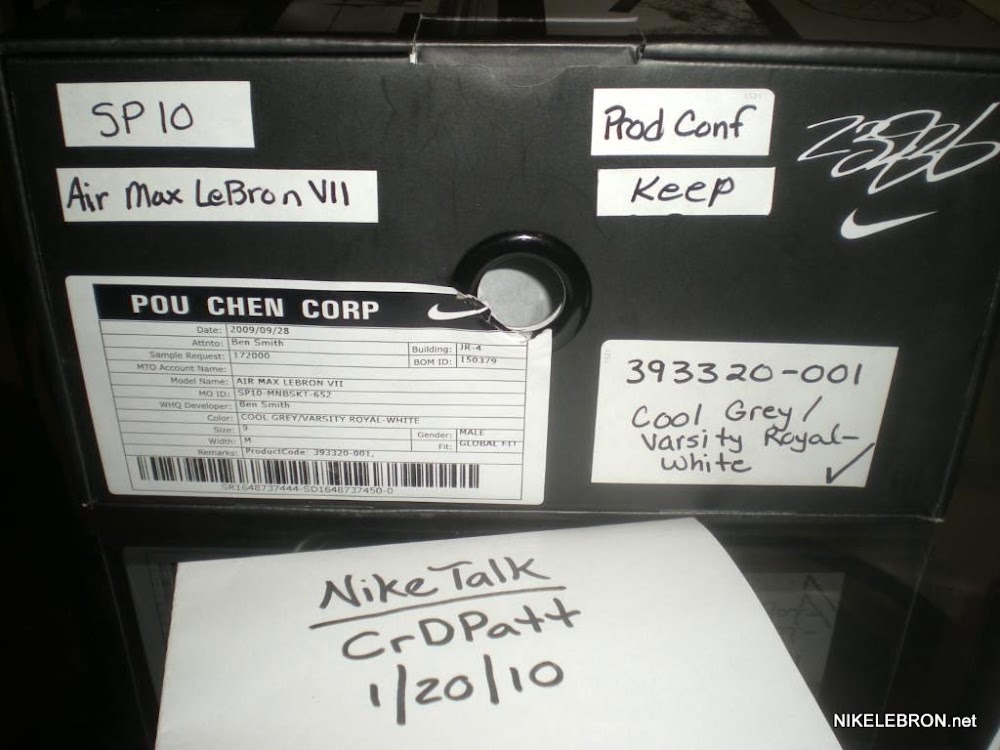 SP10
Air Max LeBron VII
Prod Conf
Keep
POU CHEN CORP
Date: 2009/09/28
Attnto: Ben Smith
Building: JR-4
Sample Request: 172000
BOM ID: 150379
MTO Account Name:
Model Name: AIR MAX LEBRON VII
MO ID: SP10-MNBSKT-652
WHQ Developer: Ben Smith
Color: COOL GREY/VARSITY ROYAL-WHITE
Size: 9
Gender: MALE
Width: M
Fit: GLOBAL FIT
Remarks: ProductCode 393320-001,
SR1648737444-SD1648737450-0
393320-001
Cool Grey/
Varsity Royal-
White
NikeTalk
CrDPatt
1/20/10
NIKELEBRON.net